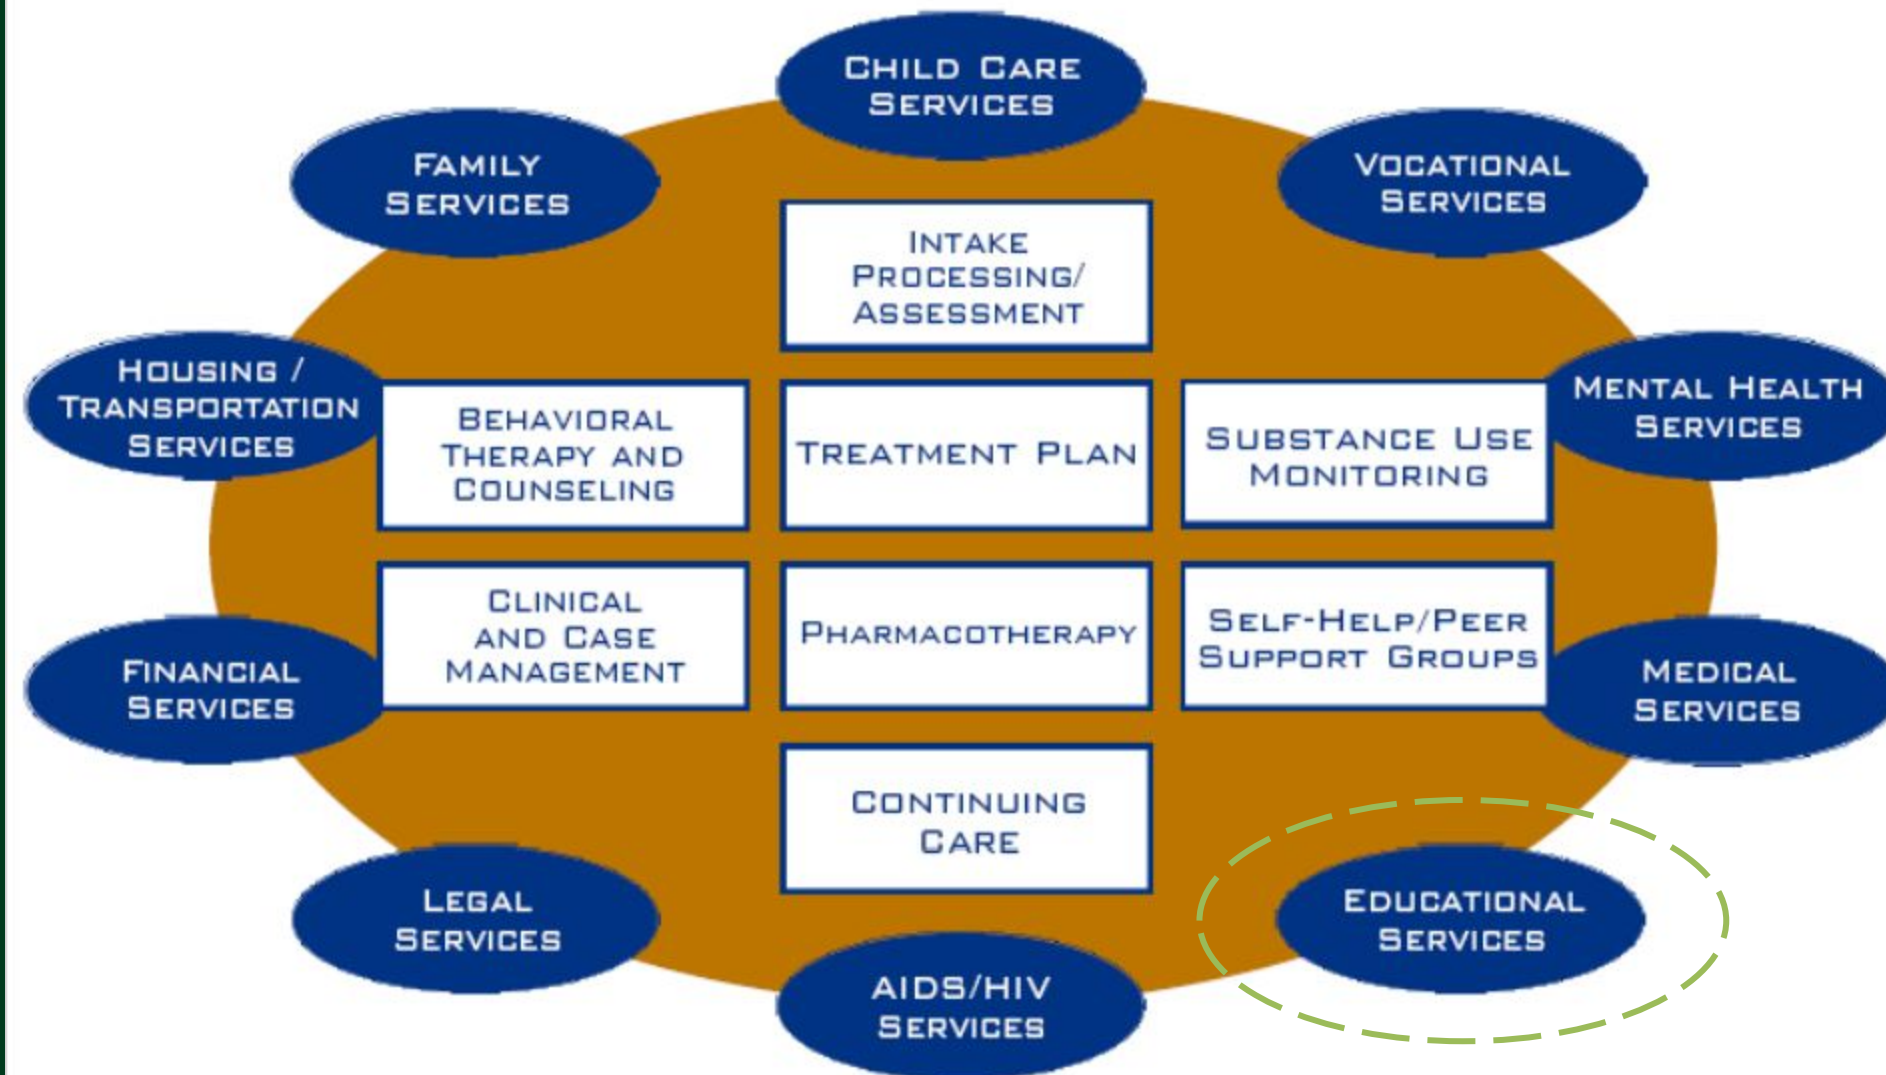 CHILD CARE
SERVICES
FAMILY
SERVICES
VOCATIONAL
SERVICES
INTAKE
PROCESSING/
ASSESSMENT
HOUSING /
TRANSPORTATION
SERVICES
BEHAVIORAL
THERAPY AND
COUNSELING
TREATMENT PLAN
SUBSTANCE USE
MONITORING
MENTAL HEALTH
SERVICES
FINANCIAL
SERVICES
CLINICAL
AND CASE
MANAGEMENT
PHARMACOTHERAPY
SELF-HELP/PEER
SUPPORT GROUPS
MEDICAL
SERVICES
CONTINUING
CARE
LEGAL
SERVICES
EDUCATIONAL
SERVICES
AIDS/HIV
SERVICES